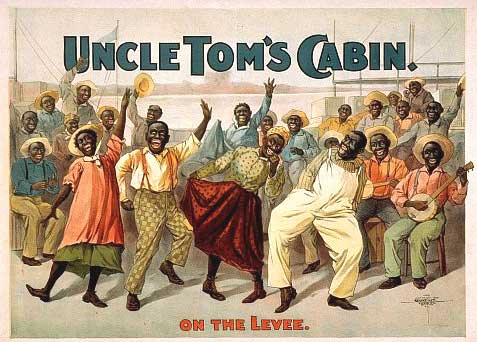 UNCLE TOM'S CABIN.
ON THE LEVEE.